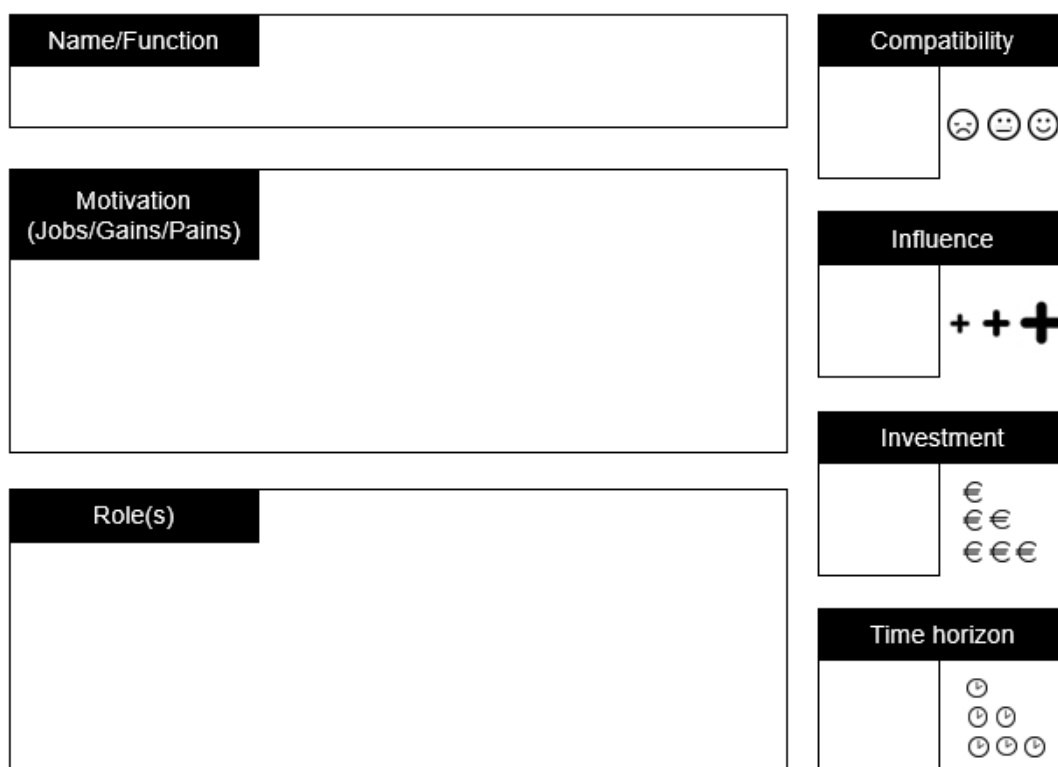 Name/Function
Motivation
(Jobs/Gains/Pains)
Role(s)
Compatibility
Influence
+ + +
Investment
€
€ €
€ € €
Time horizon